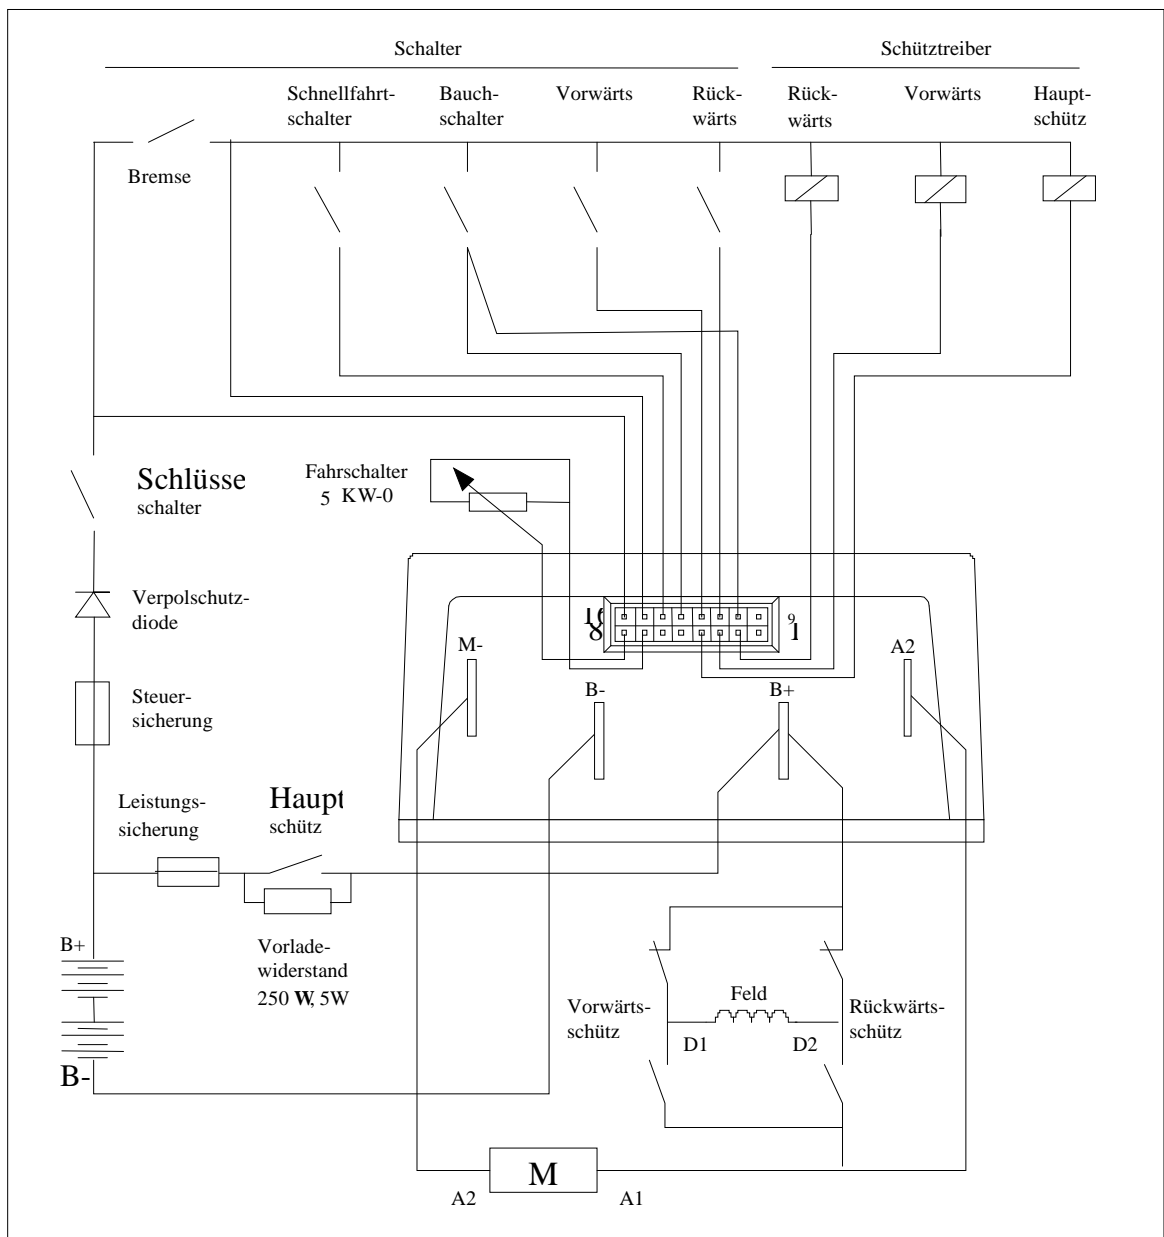 Schalter
Schütztreiber
Schnellfahrt-
schalter
Bauch-
schalter
Vorwärts
Rück-
wärts
Rück-
wärts
Vorwärts
Haupt-
schütz
Bremse
Schlüsse
schalter
Fahrschalter
5 KW-0
Verpolschutz-
diode
16
9
8
1
M-
A2
B-
B+
Steuer-
sicherung
Leistungs-
sicherung
Haupt
schütz
B+
Vorlade-
widerstand
250 W, 5W
Vorwärts-
schütz
Feld
Rückwärts-
schütz
D1
D2
B-
M
A2
A1